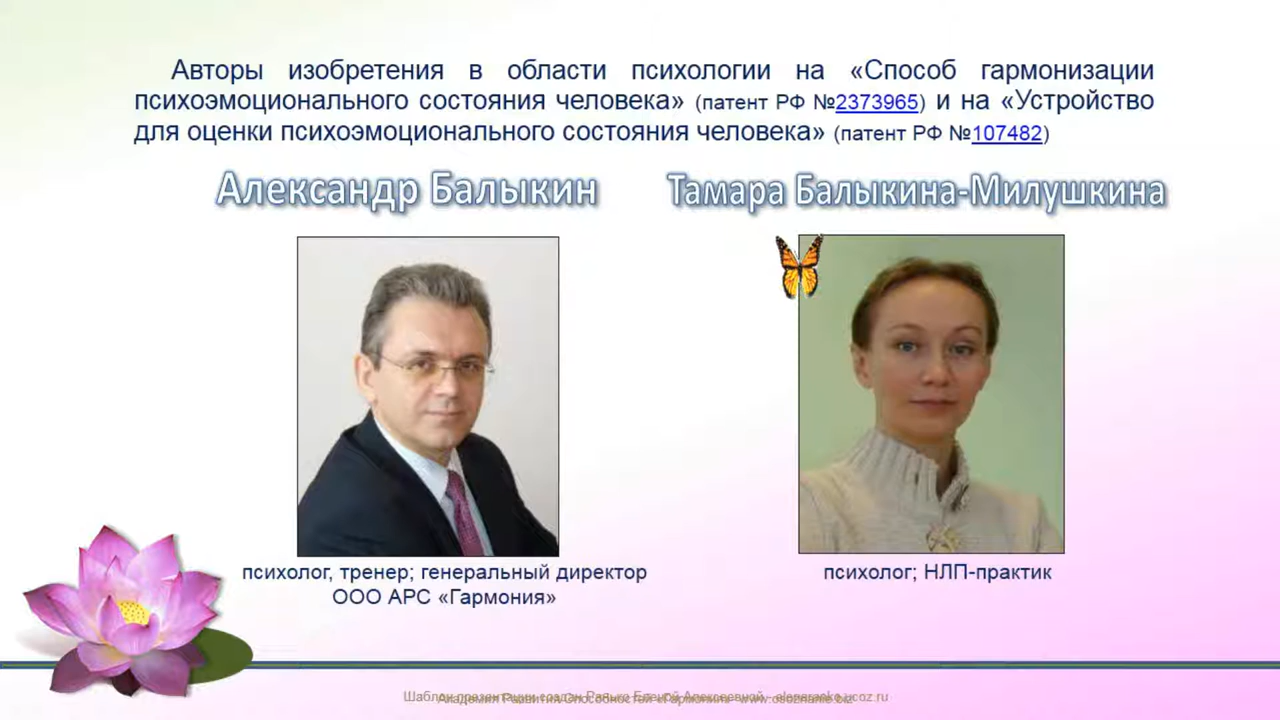 Авторы изобретения в области психологии на «Способ гармонизации
психоэмоционального состояния человека» (патент РФ №2373965) и на «Устройство
для оценки психоэмоционального состояния человека» (патент РФ №107482)
Александр Балыкин
Тамара Балыкина-Милушкина
психолог, тренер; генеральный директор
ООО АРС «Гармония»
психолог; НЛП-практик